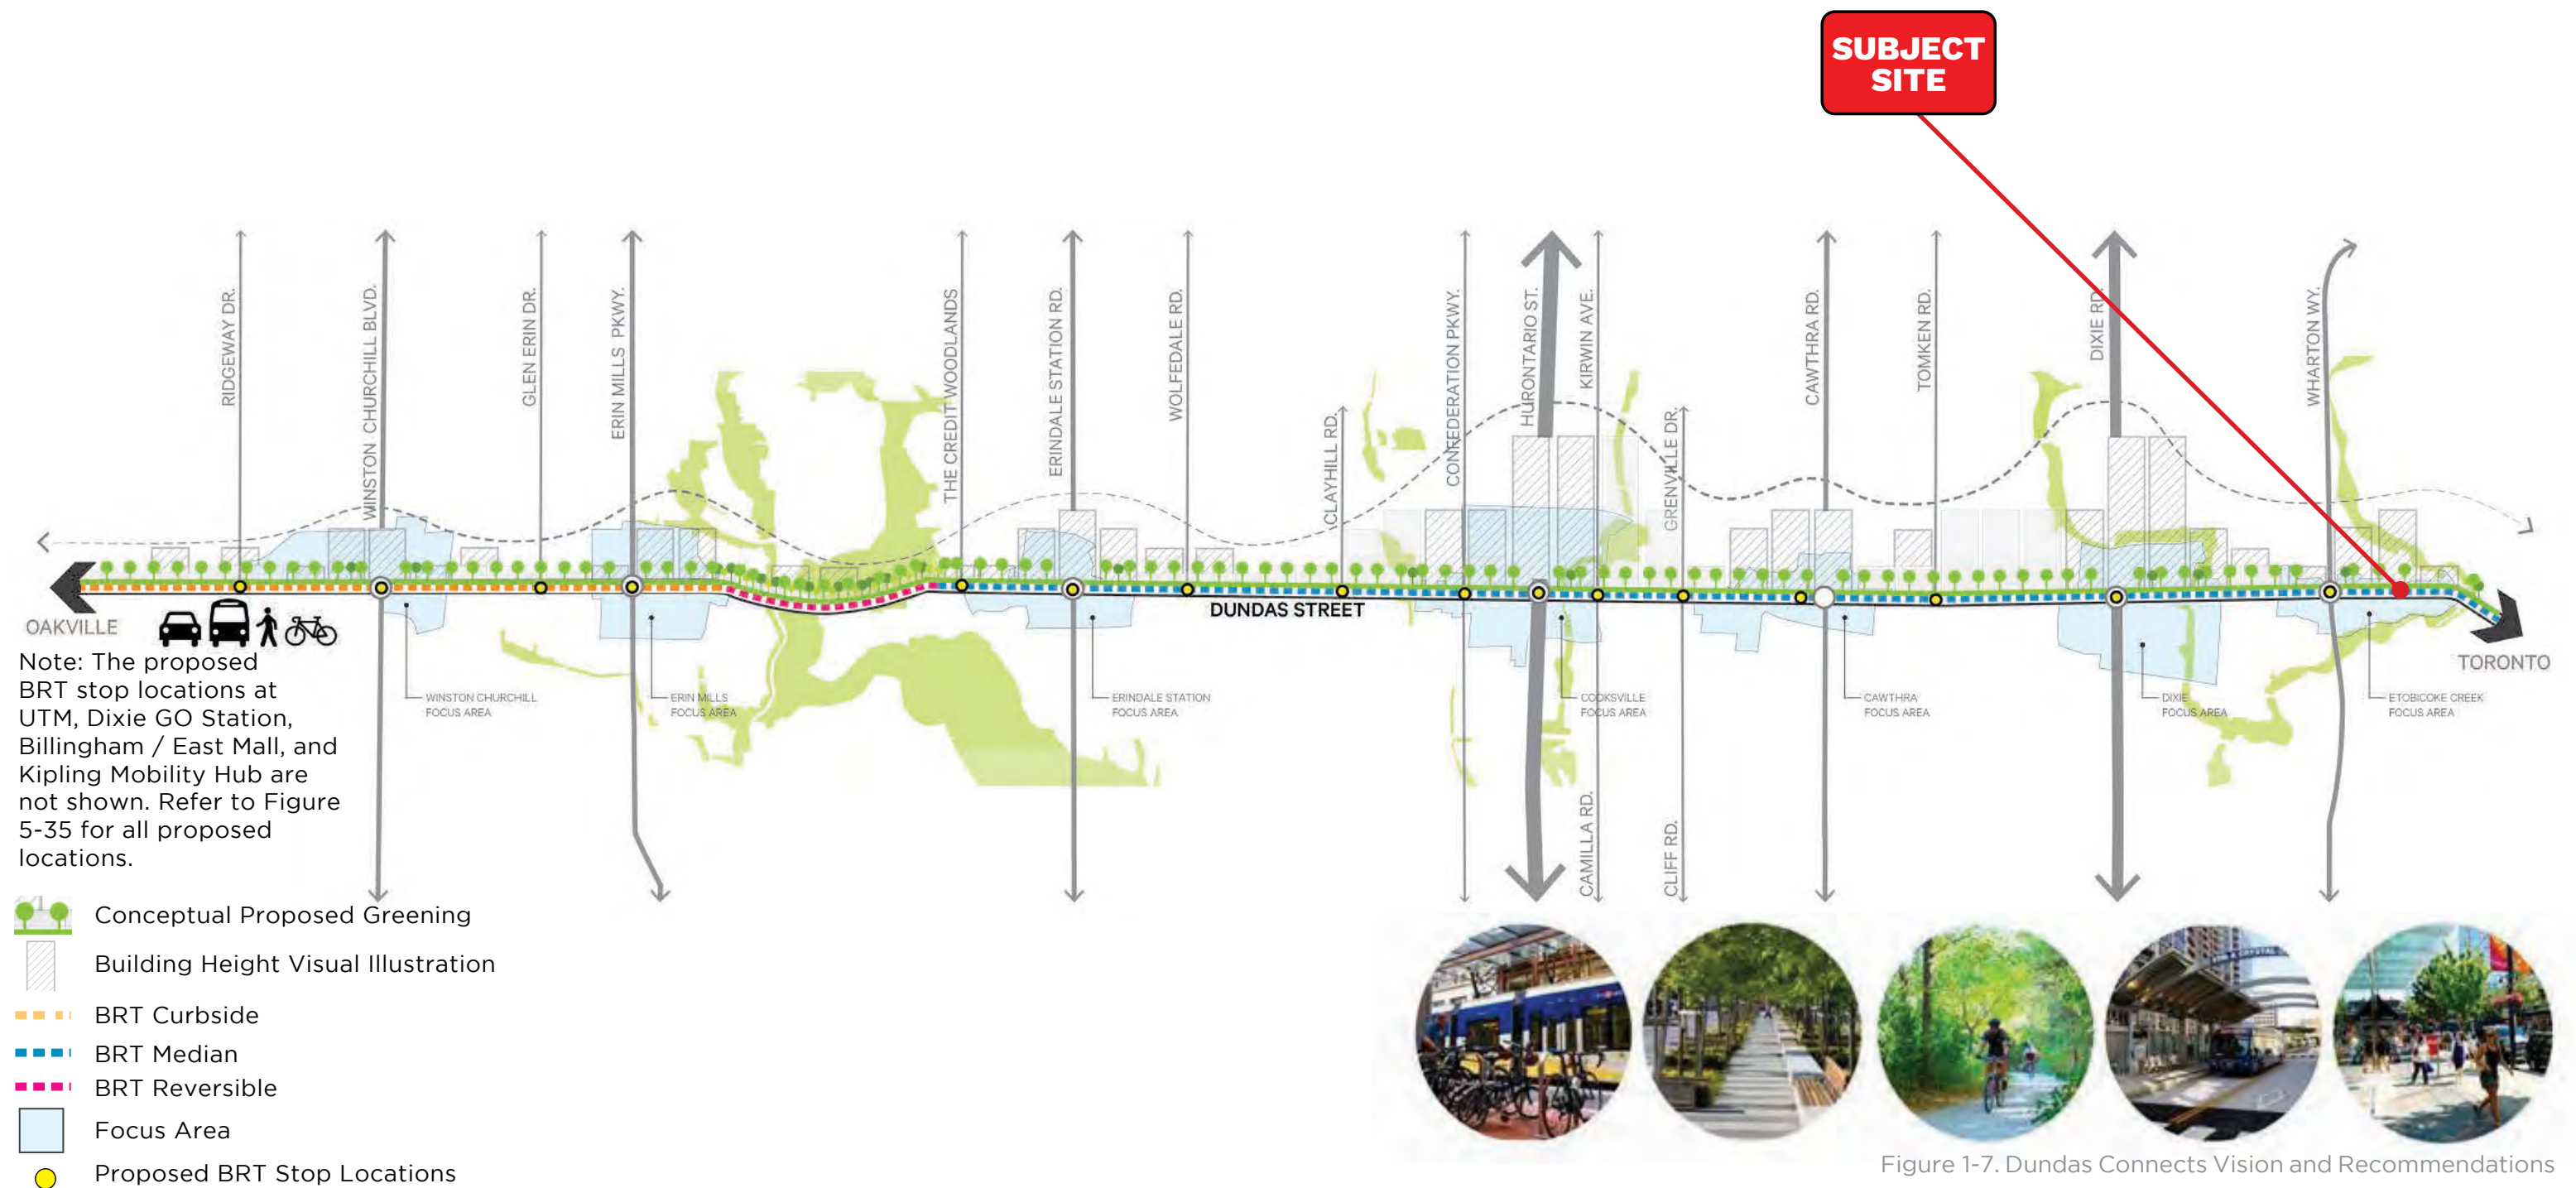 SUBJECT
SITE
RIDGEWAY DR.
WINSTON CHURCHILL BLVD.
GLEN ERIN DR.
ERIN MILLS PKWY.
THE CREDIT WOODLANDS
ERINDALE STATION RD.
WOLFEDALE RD.
CLAYHILL RD.
CONFEDERATION PKWY.
HURONTARIO ST.
KIRWIN AVE.
GRENVILLE DR.
CAWTHRA RD.
TOMKEN RD.
DIXIE RD.
WHARTON WY.
OAKVILLE
DUNDAS STREET
TORONTO
Note: The proposed
BRT stop locations at
UTM, Dixie GO Station,
Billingham / East Mall, and
Kipling Mobility Hub are
not shown. Refer to Figure
5-35 for all proposed
locations.
WINSTON CHURCHILL
FOCUS AREA
ERIN MILLS
FOCUS AREA
ERINDALE STATION
FOCUS AREA
COOKSVILLE
FOCUS AREA
CAWTHRA
FOCUS AREA
DIXIE
FOCUS AREA
ETOBICOKE CREEK
FOCUS AREA
CAMILLA RD.
CLIFF RD.
Conceptual Proposed Greening
Building Height Visual Illustration
BRT Curbside
BRT Median
BRT Reversible
Focus Area
Proposed BRT Stop Locations
Figure 1-7. Dundas Connects Vision and Recommendations